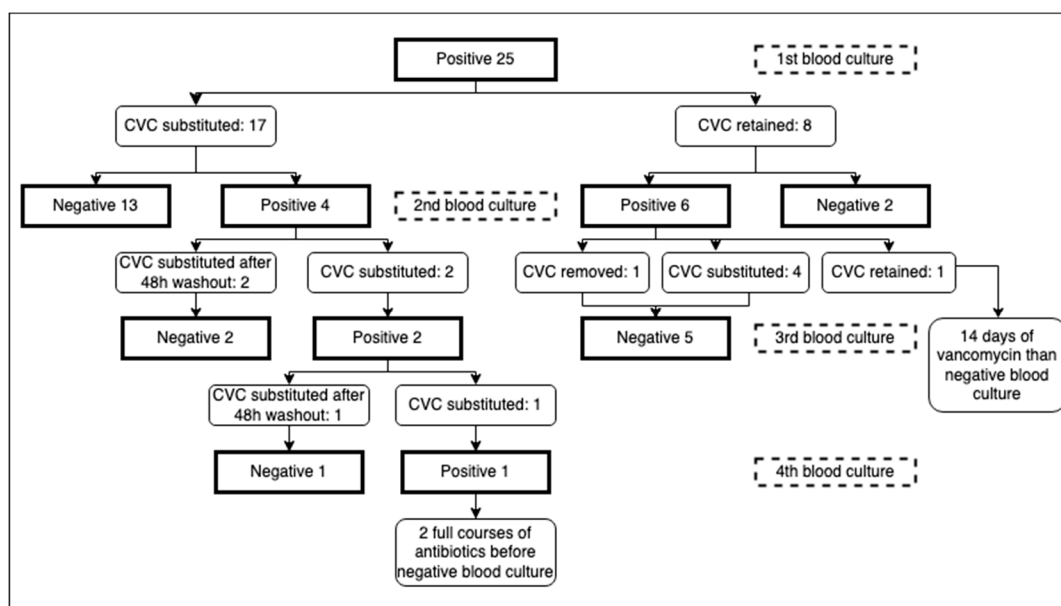 Positive 25
1st blood culture
CVC substituted: 17
CVC retained: 8
Negative 13
Positive 4
2nd blood culture
Positive 6
Negative 2
CVC substituted after
48h washout: 2
CVC substituted: 2
CVC removed: 1
CVC substituted: 4
CVC retained: 1
Negative 2
Positive 2
Negative 5
3rd blood culture
14 days of
vancomycin than
negative blood
culture
CVC substituted after
48h washout: 1
CVC substituted: 1
Negative 1
Positive 1
4th blood culture
2 full courses of
antibiotics before
negative blood culture